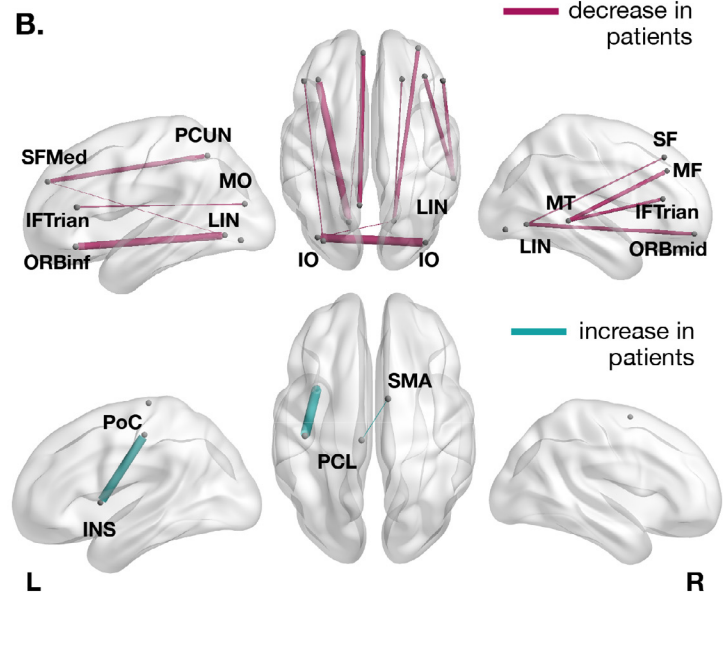 B.
decrease in
patients
SFMed
PCUN
MO
IFTrian
LIN
ORBinf
LIN
IO
IO
SF
MF
MT
IFTrian
LIN
ORBmid
increase in
patients
PoC
INS
SMA
PCL
L
R